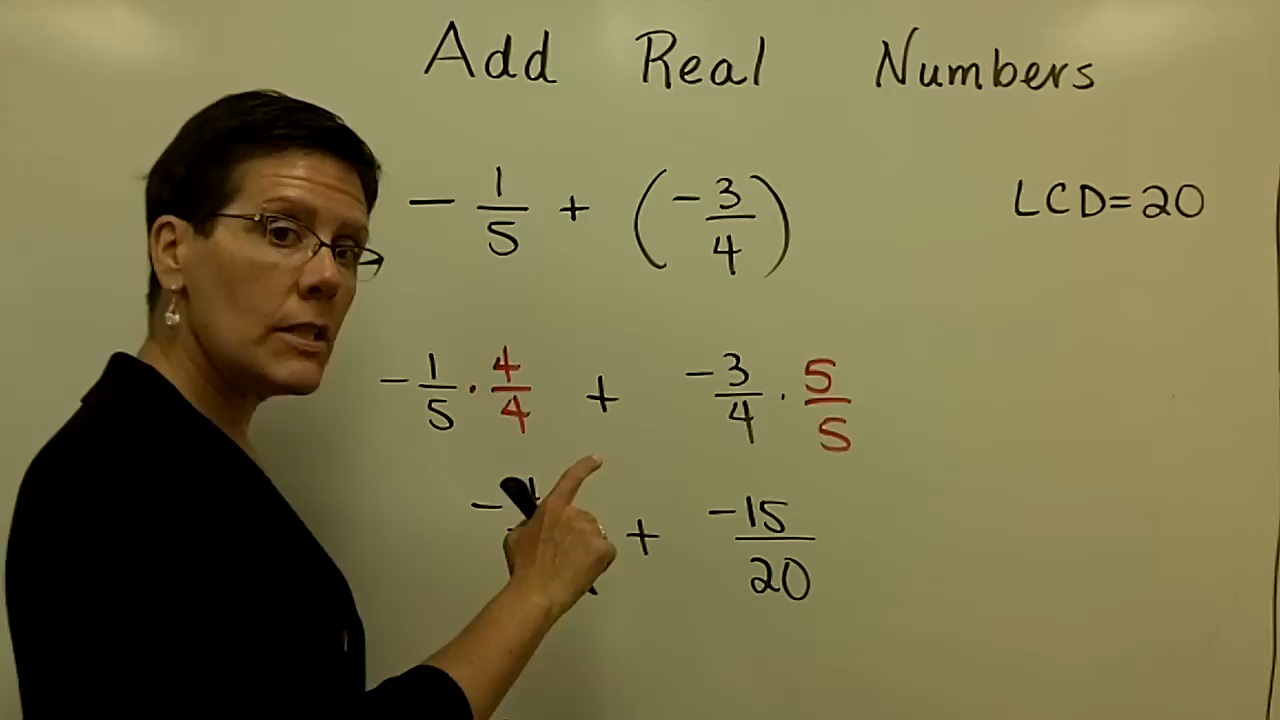 Add Real Numbers
- 1/5 + (-3/4) LCD=20
- 1/5 · 4/4 + -3/4 · 5/5
- + -15/20